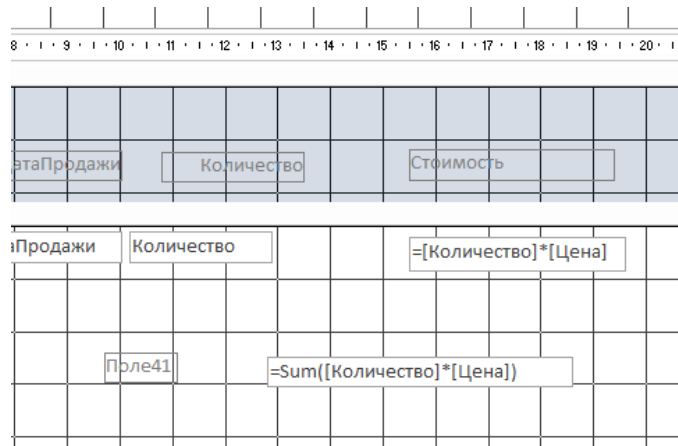 8 9 10 11 12 13 14 15 16 17 18 19 20
атаПродажи Количество Стоимость
аПродажи Количество =[Количество]*[Цена]
Поле41 =Sum([Количество]*[Цена])